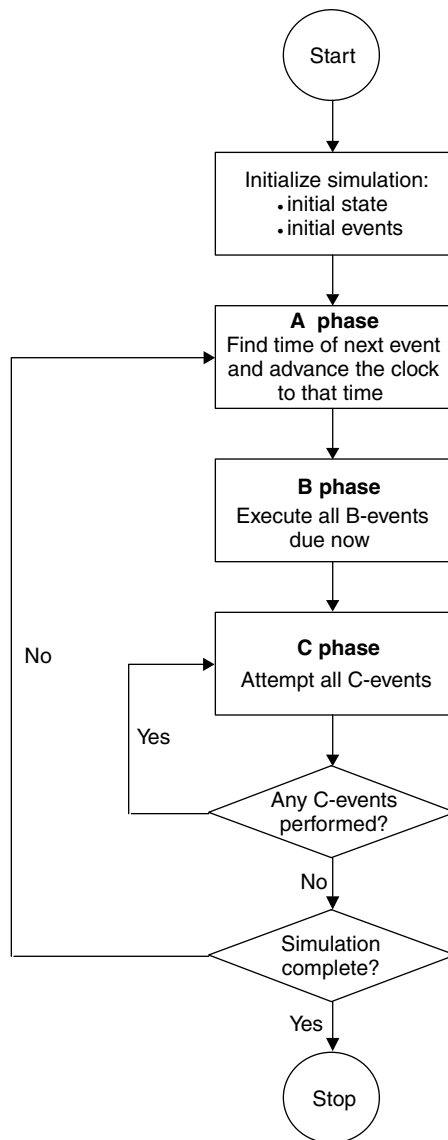 Start
Initialize simulation:
• initial state
• initial events
A phase
Find time of next event
and advance the clock
to that time
B phase
Execute all B-events
due now
C phase
Attempt all C-events
No
Yes
Any C-events
performed?
No
Simulation
complete?
Yes
Stop